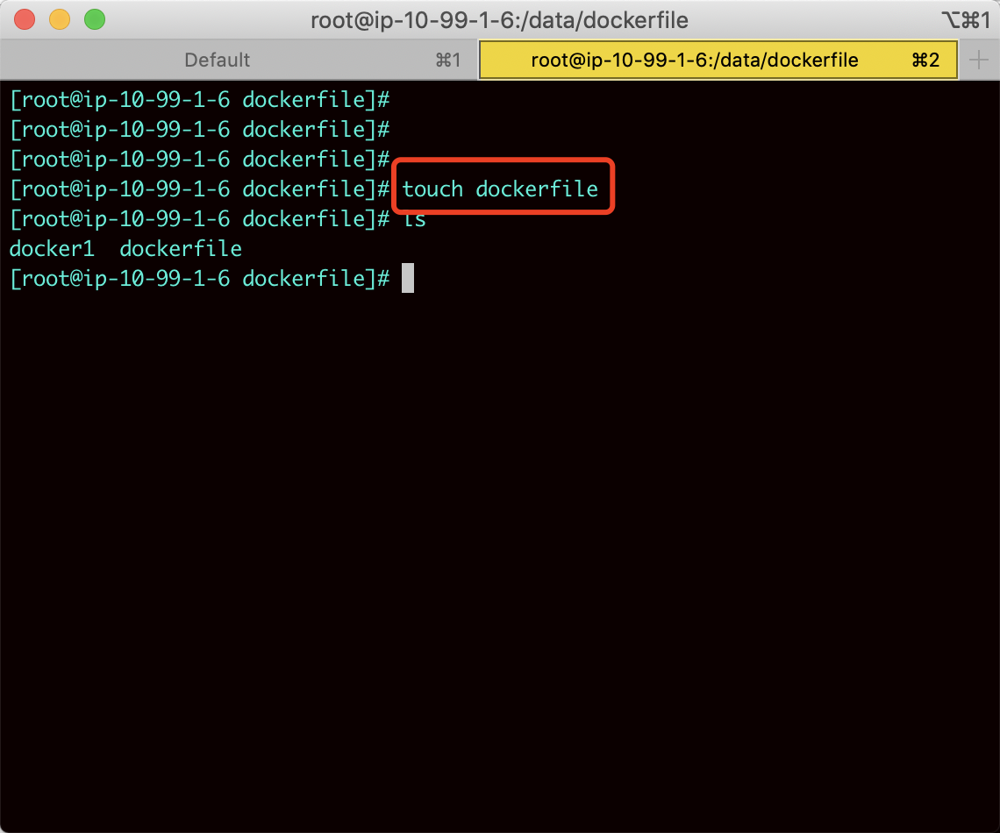 root@ip-10-99-1-6:/data/dockerfile ⌥⌘1
Default ⌘1 root@ip-10-99-1-6:/data/dockerfile ⌘2
[root@ip-10-99-1-6 dockerfile]#
[root@ip-10-99-1-6 dockerfile]#
[root@ip-10-99-1-6 dockerfile]#
[root@ip-10-99-1-6 dockerfile]# touch dockerfile
[root@ip-10-99-1-6 dockerfile]# ls
docker1  dockerfile
[root@ip-10-99-1-6 dockerfile]#